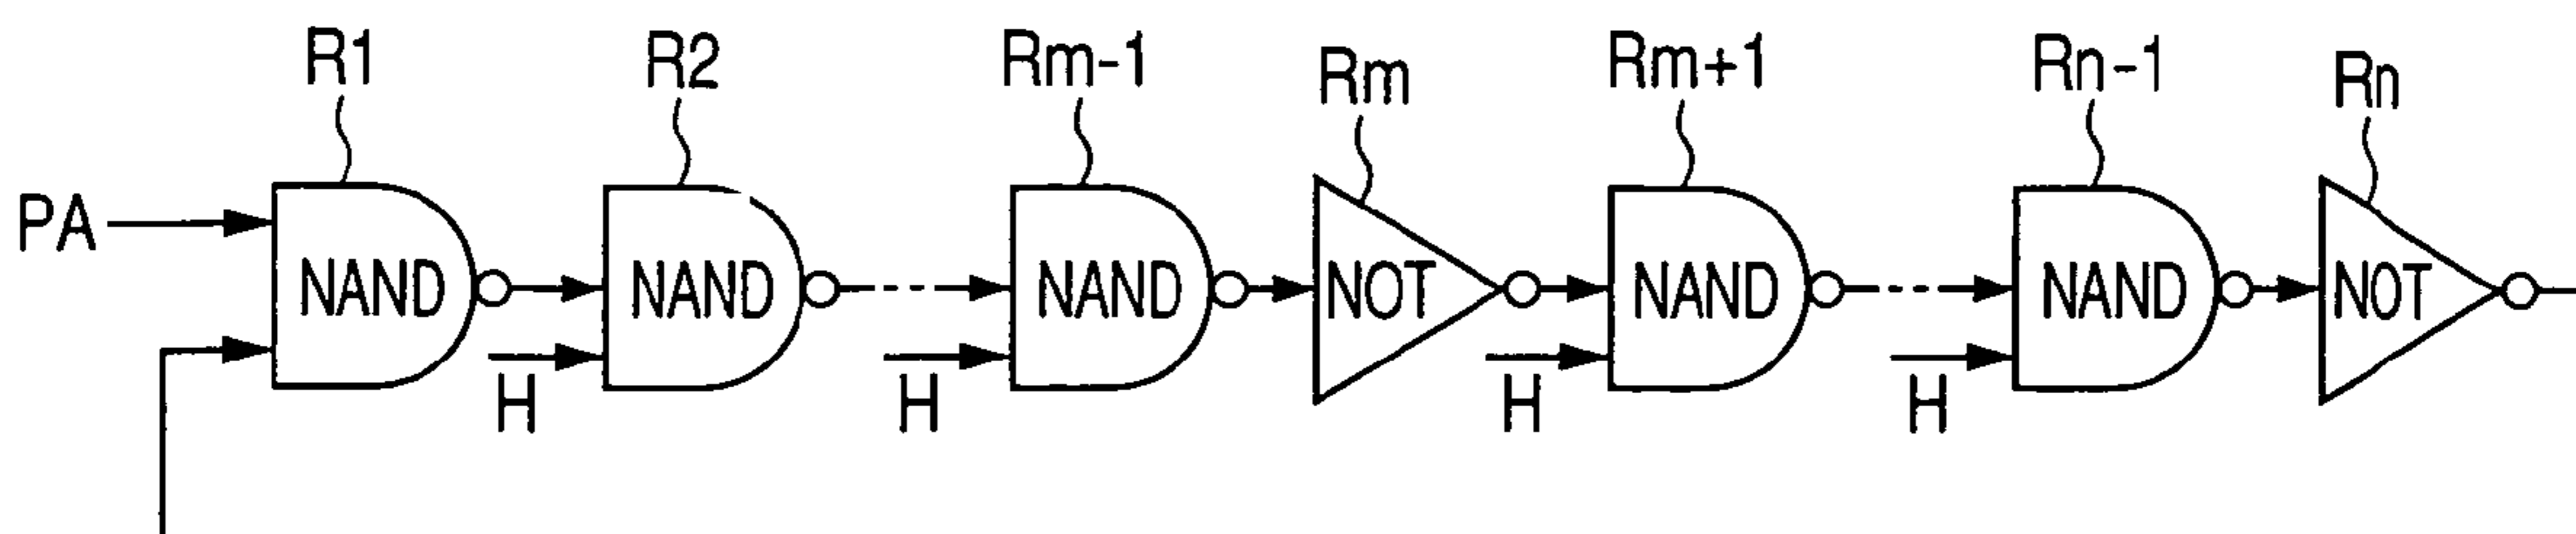 R1 R2 Rm-1 Rm Rm+1 Rn-1 Rn
PA
NAND NAND NAND NOT NAND NAND NOT
H H H H